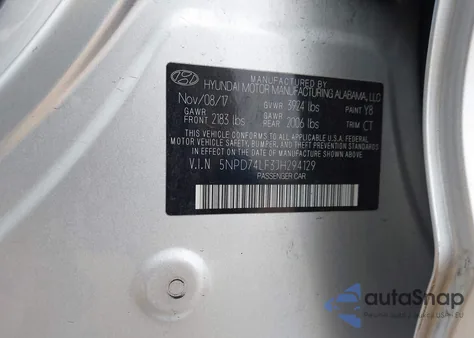 MANUFACTURED BY
HYUNDAI MOTOR MANUFACTURING ALABAMA, LLC
Nov/08/17 GVWR 3924 lbs PAINT Y8
GAWR FRONT 2183 lbs GAWR REAR 2006 lbs TRIM CT
THIS VEHICLE CONFORMS TO ALL APPLICABLE U.S.A. FEDERAL
MOTOR VEHICLE SAFETY, BUMPER, AND THEFT PREVENTION STANDARDS
IN EFFECT ON THE DATE OF MANUFACTURE SHOWN ABOVE.
V.I.N 5NPD74LF3JH294129
PASSENGER CAR
autoSnap